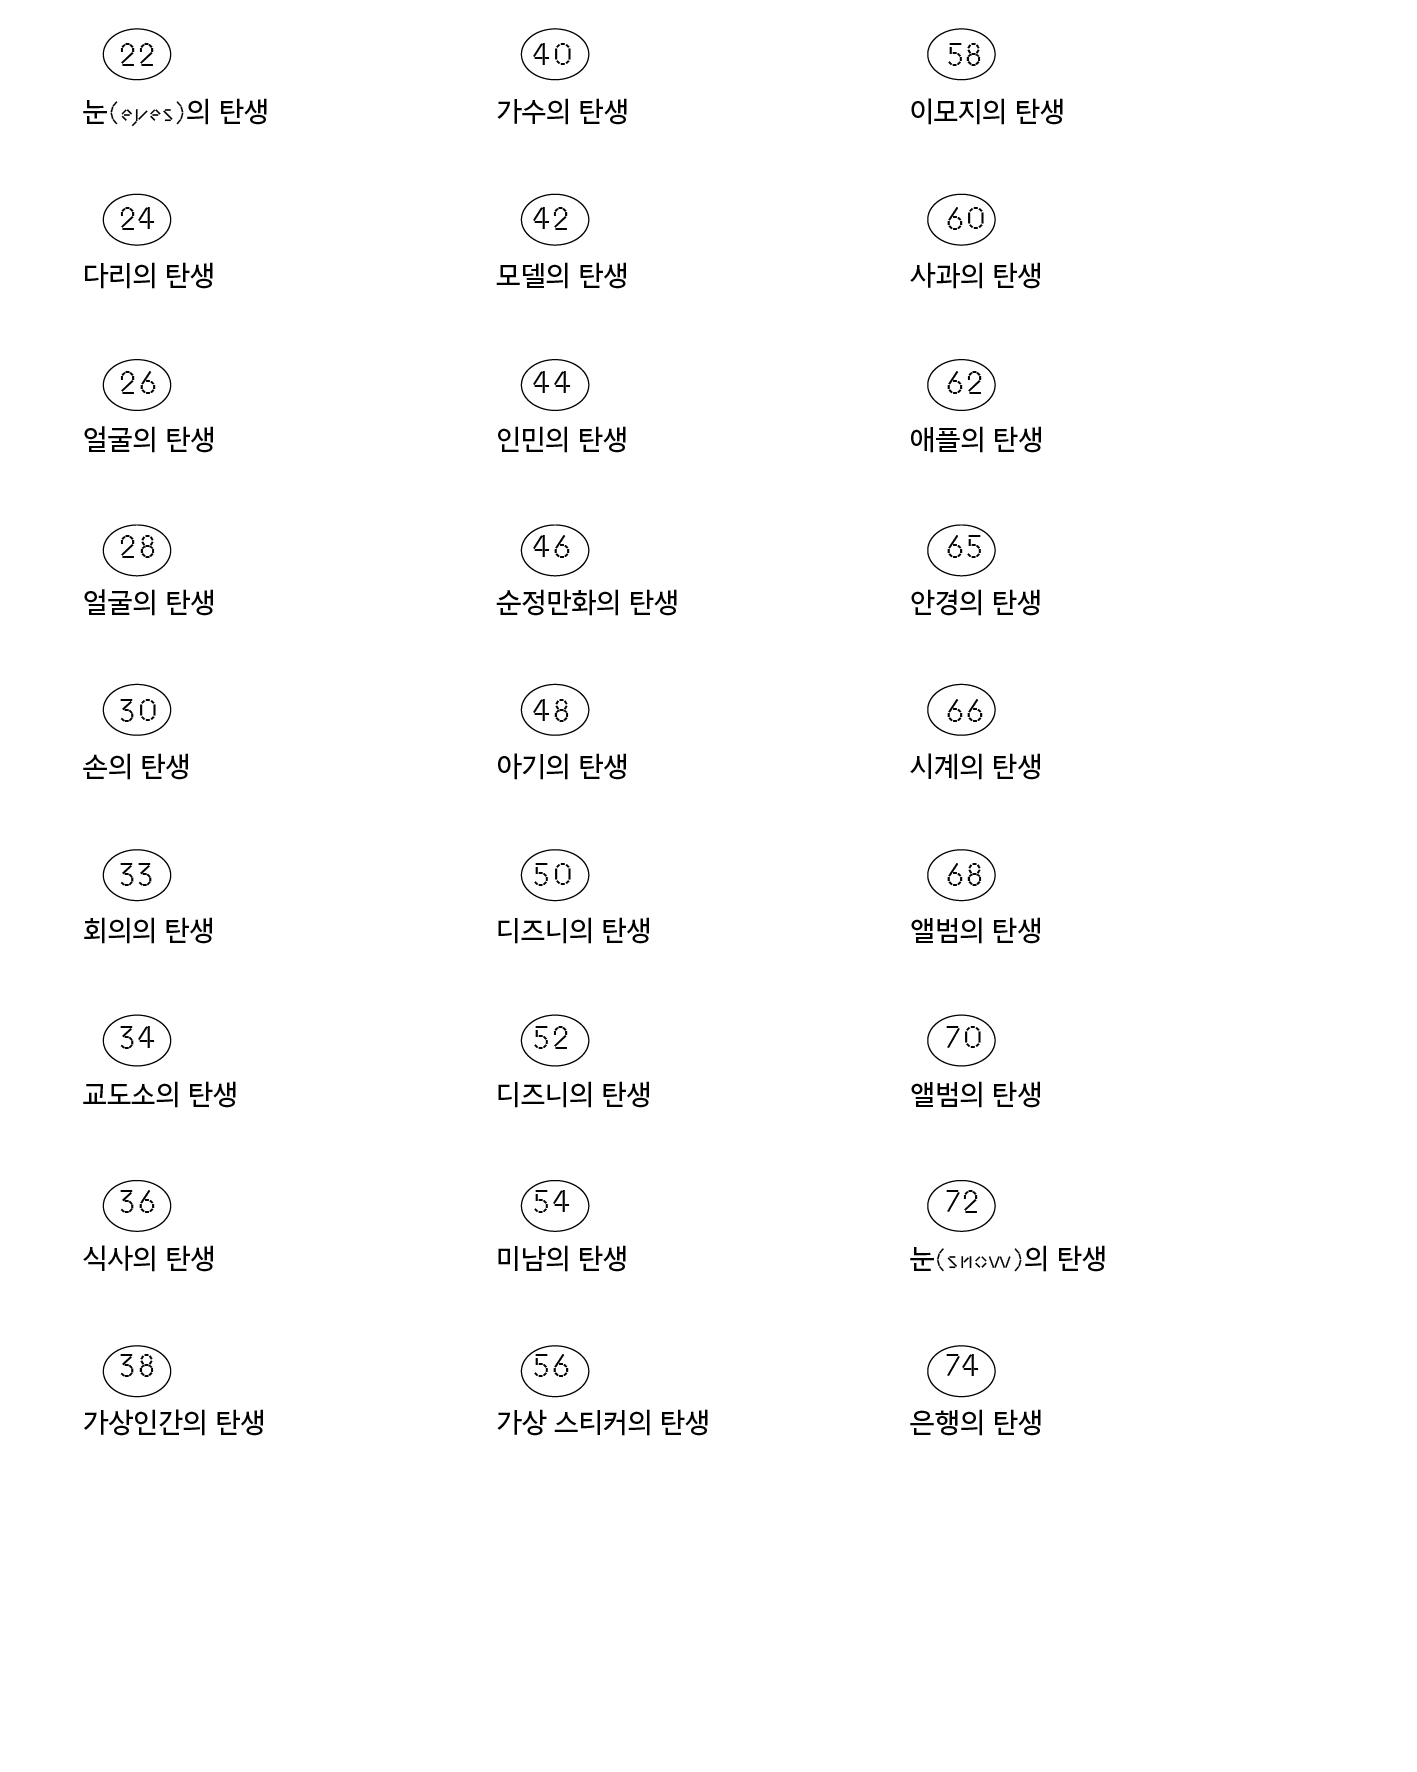 22
눈(eyes)의 탄생
24
다리의 탄생
26
얼굴의 탄생
28
얼굴의 탄생
30
손의 탄생
33
회의의 탄생
34
교도소의 탄생
36
식사의 탄생
38
가상인간의 탄생
40
가수의 탄생
42
모델의 탄생
44
인민의 탄생
46
순정만화의 탄생
48
아기의 탄생
50
디즈니의 탄생
52
디즈니의 탄생
54
미남의 탄생
56
가상 스티커의 탄생
58
이모지의 탄생
60
사과의 탄생
62
애플의 탄생
65
안경의 탄생
66
시계의 탄생
68
앨범의 탄생
70
앨범의 탄생
72
눈(snow)의 탄생
74
은행의 탄생